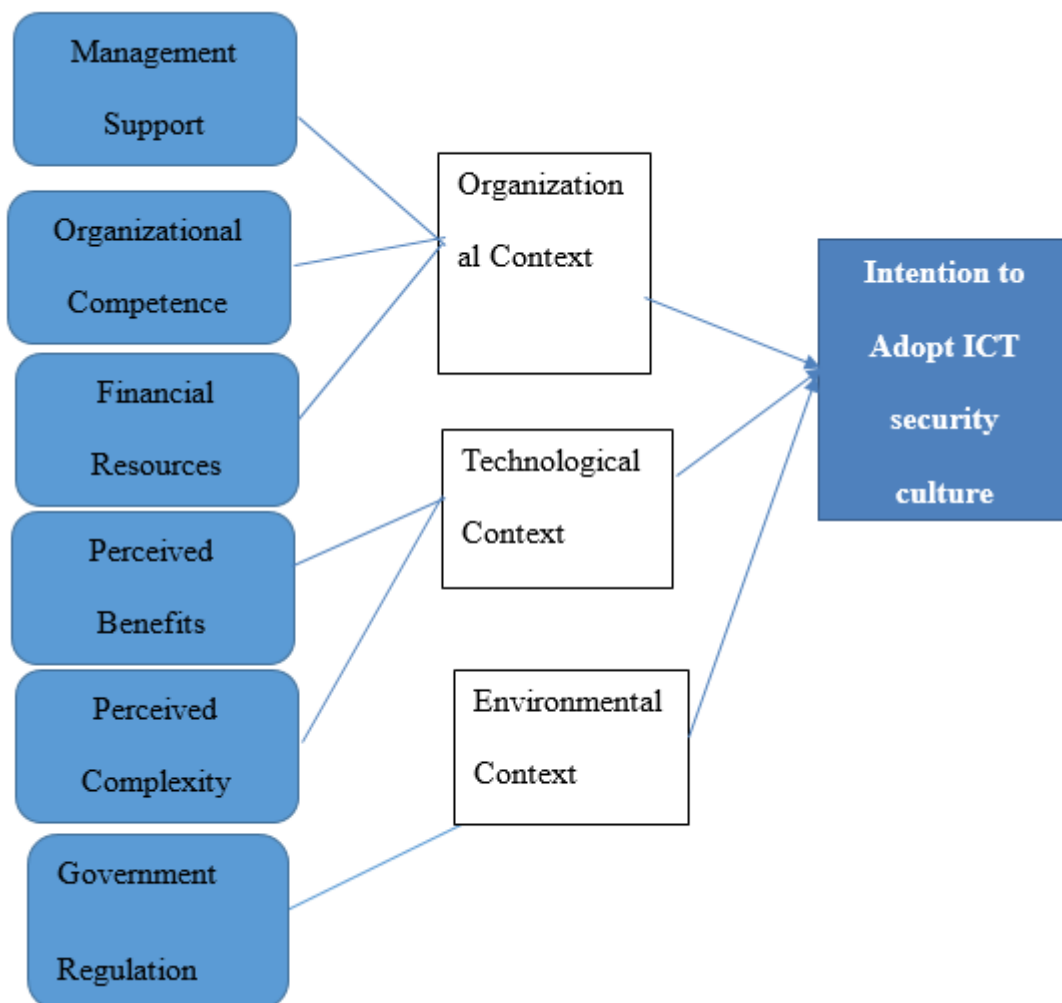 Management
Support
Organizational
Competence
Financial
Resources
Perceived
Benefits
Perceived
Complexity
Government
Regulation
Organization
al Context
Technological
Context
Environmental
Context
Intention to
Adopt ICT
security
culture